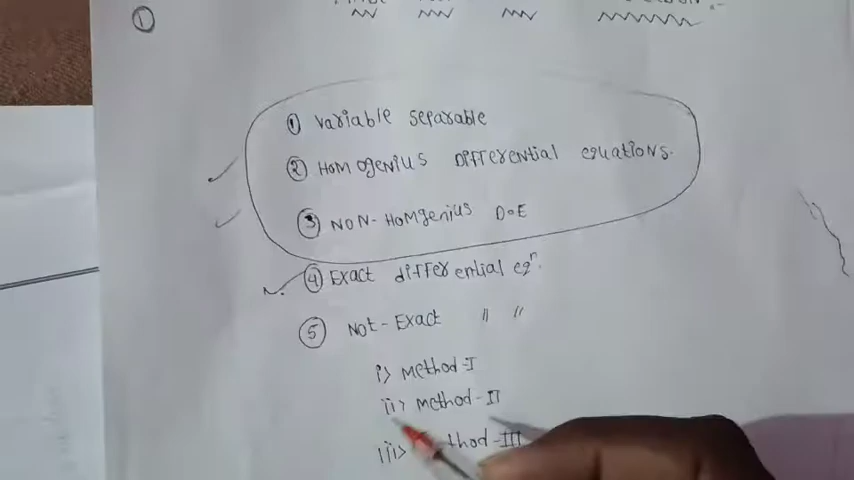 ①
① variable separable
② HOMOgenius Differential equations.
③ NON-Homgenius D.E
④ Exact differential eqⁿ.
⑤ Not-Exact " "
i> Method-I
ii> Method-II
iii> thod-III